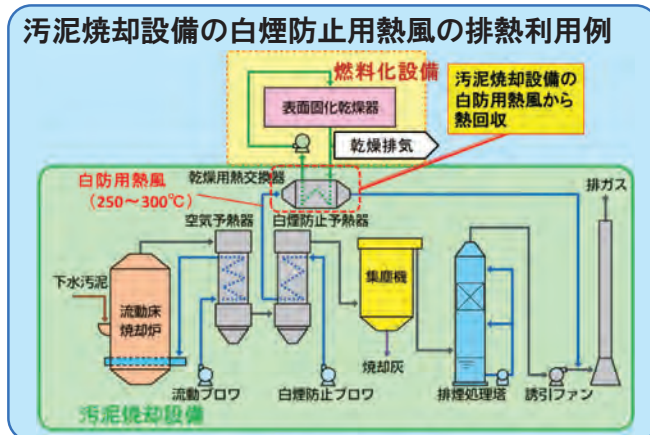 汚泥焼却設備の白煙防止用熱風の排熱利用例
燃料化設備
表面固化乾燥器
汚泥焼却設備の
白防用熱風から
熱回収
乾燥排気
白防用熱風
(250～300℃)
乾燥用熱交換器
排ガス
空気予熱器
白煙防止予熱器
下水汚泥
流動床
焼却炉
集塵機
焼却灰
流動ブロワ
白煙防止ブロワ
排煙処理塔
誘引ファン
汚泥焼却設備